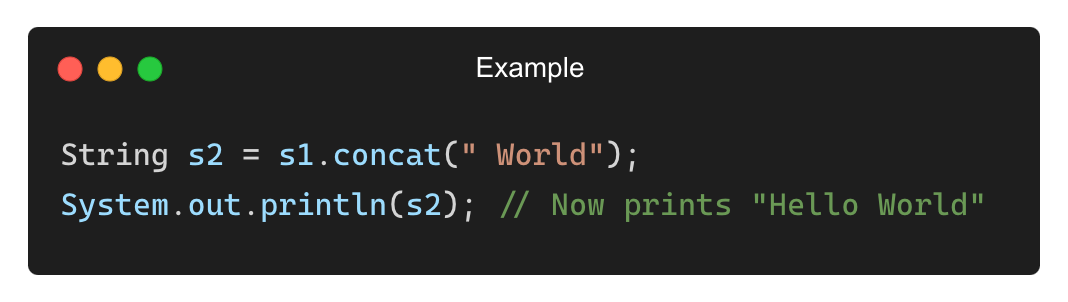 Example
String s2 = s1.concat(" World");
System.out.println(s2); // Now prints "Hello World"